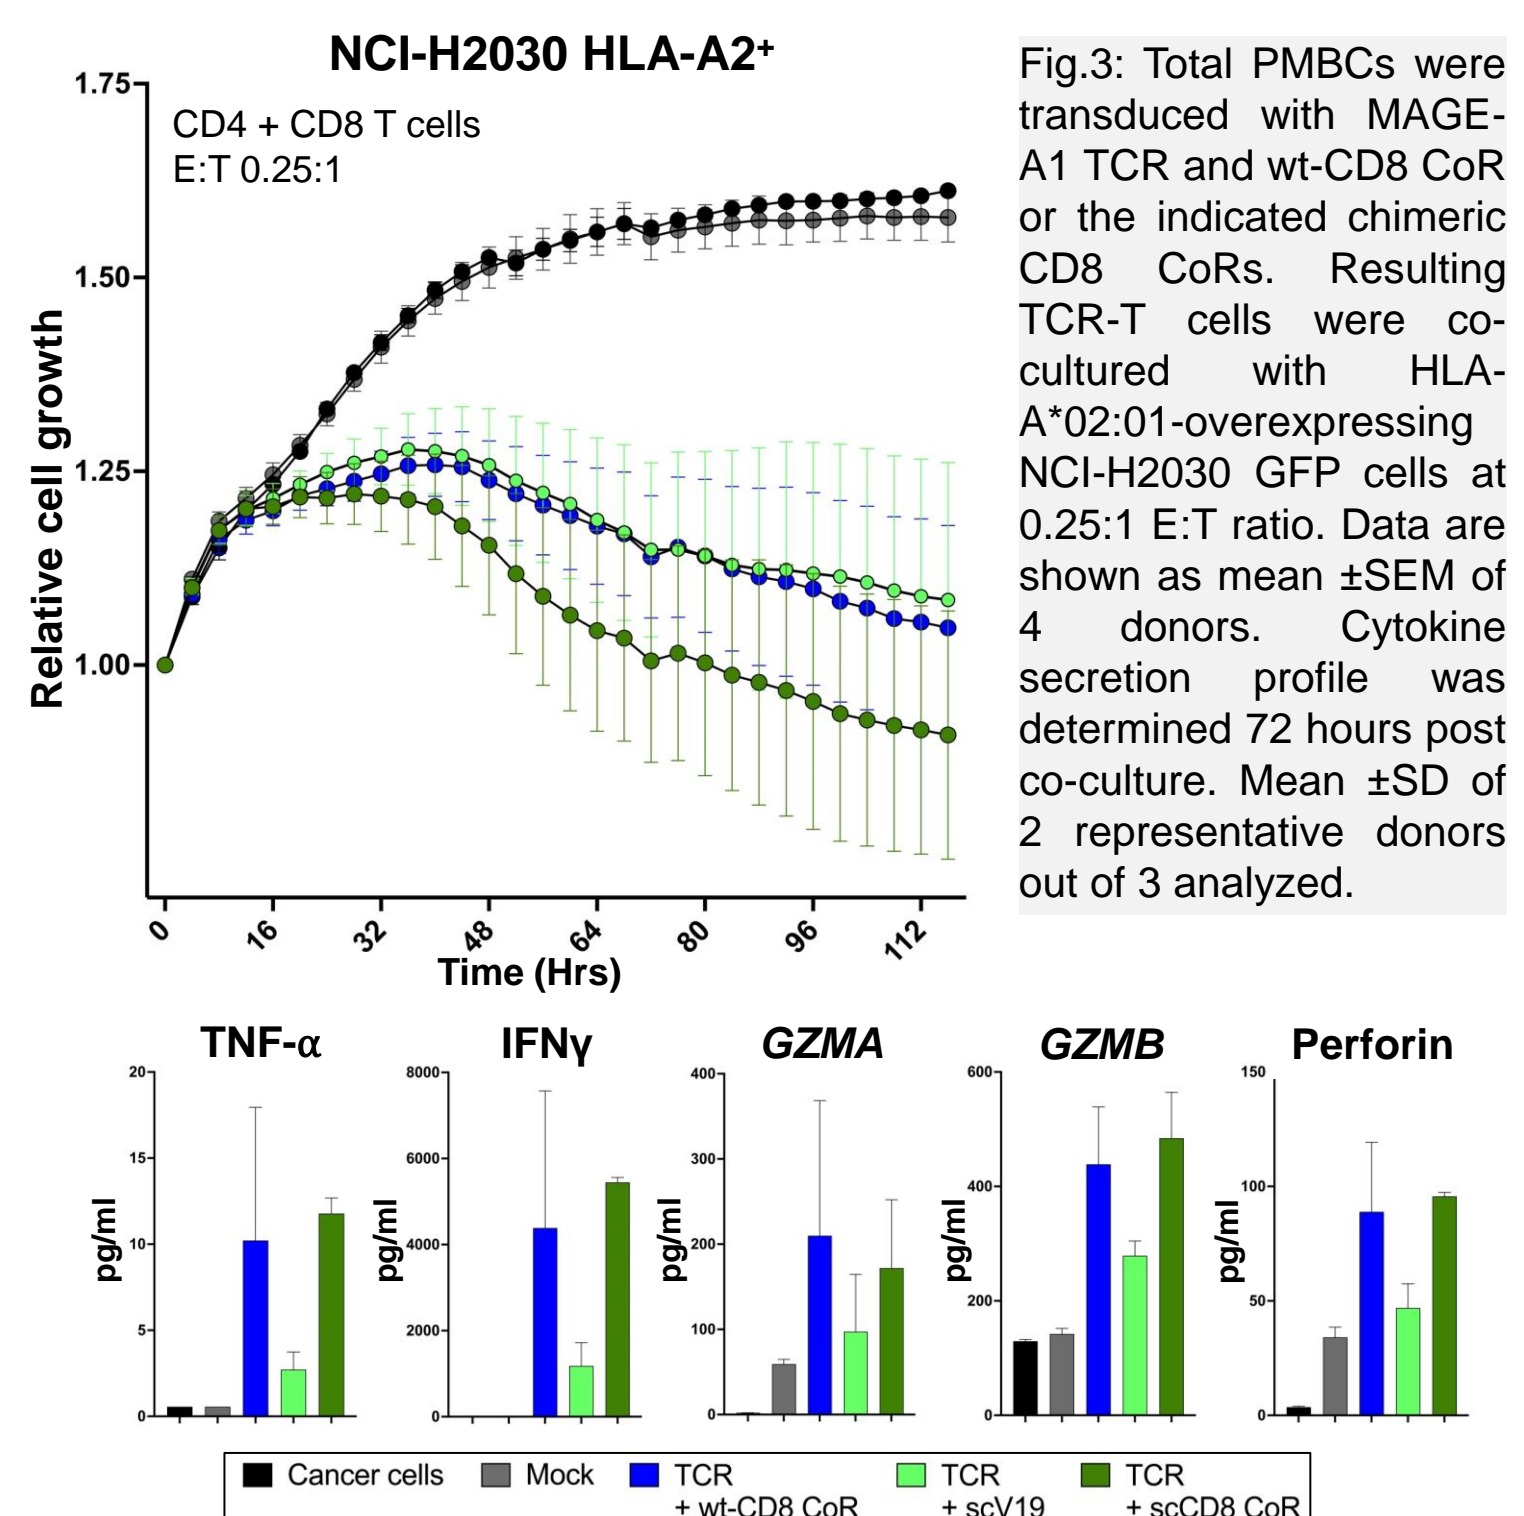 NCI-H2030 HLA-A2+
1.75
1.50
1.25
1.00
Relative cell growth
CD4 + CD8 T cells
E:T 0.25:1
0
16
32
48
64
80
96
112
Time (Hrs)
Fig.3: Total PMBCs were
transduced with MAGE-
A1 TCR and wt-CD8 CoR
or the indicated chimeric
CD8 CoRs. Resulting
TCR-T cells were co-
cultured with HLA-
A*02:01-overexpressing
NCI-H2030 GFP cells at
0.25:1 E:T ratio. Data are
shown as mean ±SEM of
4 donors. Cytokine
secretion profile was
determined 72 hours post
co-culture. Mean ±SD of
2 representative donors
out of 3 analyzed.
TNF-α
20
15
10
5
0
pg/ml
IFNγ
8000
6000
4000
2000
0
pg/ml
GZMA
400
300
200
100
0
pg/ml
GZMB
600
400
200
0
pg/ml
Perforin
150
100
50
0
pg/ml
Cancer cells
Mock
TCR
+ wt-CD8 CoR
TCR
+ scV19
TCR
+ scCD8 CoR